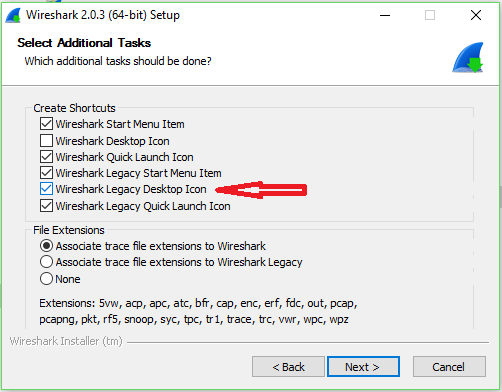 Wireshark 2.0.3 (64-bit) Setup
Select Additional Tasks
Which additional tasks should be done?
Create Shortcuts
Wireshark Start Menu Item
Wireshark Desktop Icon
Wireshark Quick Launch Icon
Wireshark Legacy Start Menu Item
Wireshark Legacy Desktop Icon
Wireshark Legacy Quick Launch Icon
File Extensions
Associate trace file extensions to Wireshark
Associate trace file extensions to Wireshark Legacy
None
Extensions: 5vw, acp, apc, atc, bfr, cap, enc, erf, fdc, out, pcap,
pcapng, pkt, rf5, snoop, syc, tpc, tr1, trace, trc, vwr, wpc, wpz
Wireshark Installer (tm)
< Back
Next >
Cancel